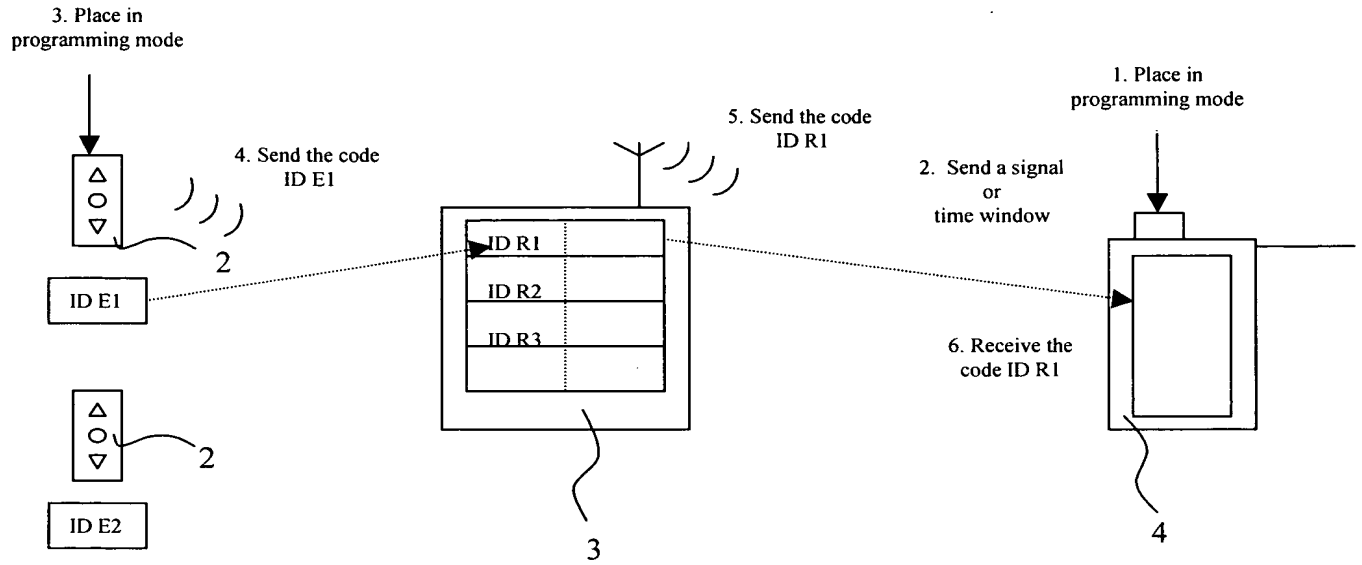 3. Place in
programming mode
1. Place in
programming mode
5. Send the code
ID R1
4. Send the code
ID E1
2. Send a signal
or
time window
2
ID R1
ID E1
ID R2
ID R3
6. Receive the
code ID R1
2
ID E2
3
4